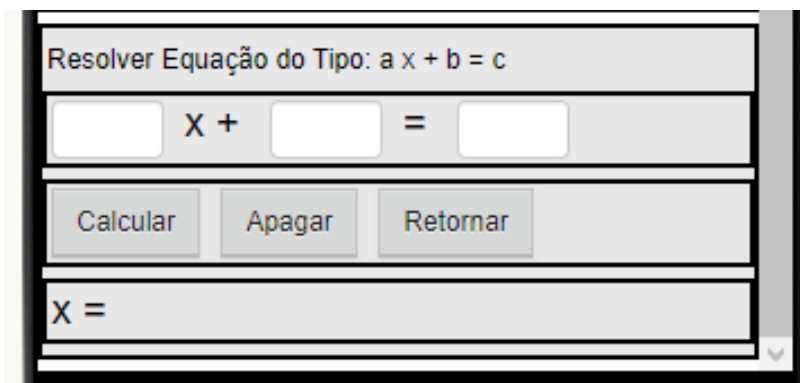 Resolver Equação do Tipo: a x + b = c
x + =
Calcular Apagar Retornar
x =